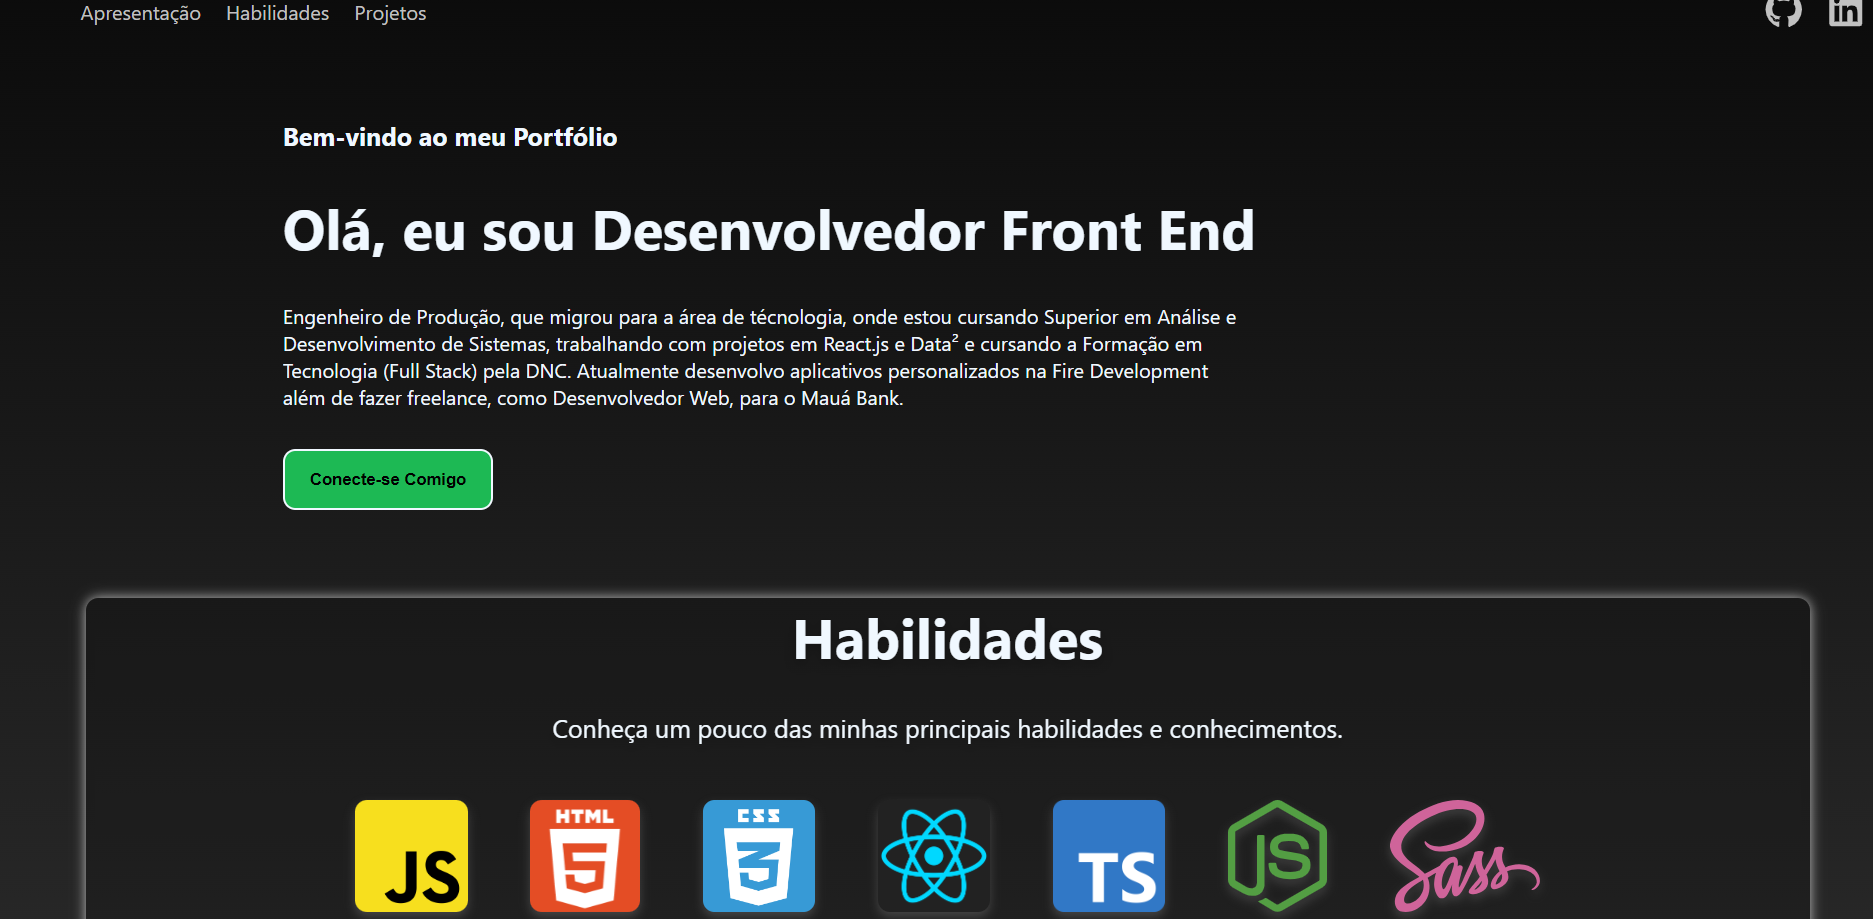 Apresentação Habilidades Projetos in
Bem-vindo ao meu Portfólio
Olá, eu sou Desenvolvedor Front End
Engenheiro de Produção, que migrou para a área de técnologia, onde estou cursando Superior em Análise e
Desenvolvimento de Sistemas, trabalhando com projetos em React.js e Data² e cursando a Formação em
Tecnologia (Full Stack) pela DNC. Atualmente desenvolvo aplicativos personalizados na Fire Development
além de fazer freelance, como Desenvolvedor Web, para o Mauá Bank.
Conecte-se Comigo
Habilidades
Conheça um pouco das minhas principais habilidades e conhecimentos.
JS HTML 5 CSS 3 TS JS Sass